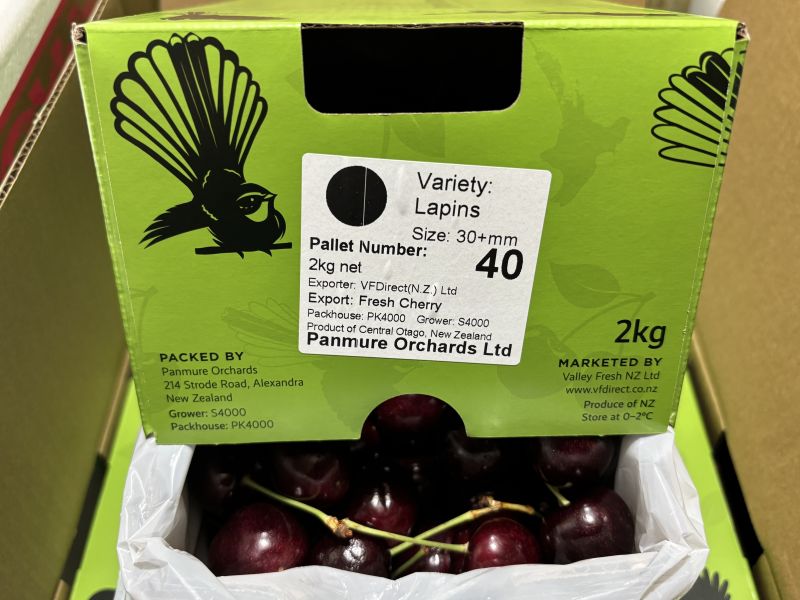 Variety:
Lapins
Size: 30+mm
Pallet Number:
40
2kg net
Exporter: VFDirect(N.Z.) Ltd
Export: Fresh Cherry
Packhouse: PK4000 Grower: S4000
Product of Central Otago, New Zealand
Panmure Orchards Ltd
PACKED BY
Panmure Orchards
214 Strode Road, Alexandra
New Zealand
Grower: S4000
Packhouse: PK4000
2kg
MARKETED BY
Valley Fresh NZ Ltd
www.vfdirect.co.nz
Produce of NZ
Store at 0–2°C